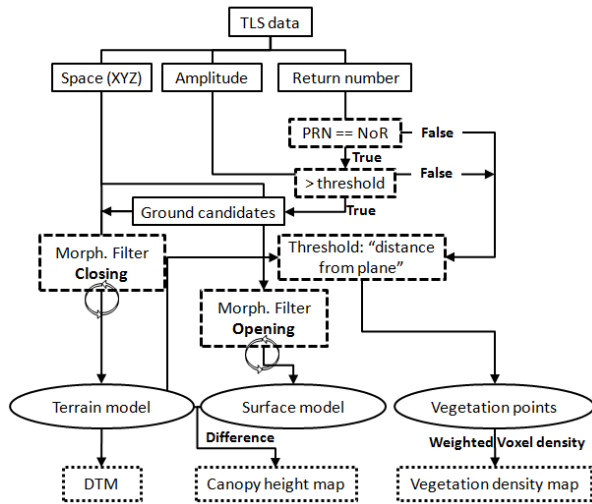 TLS data
Space (XYZ)
Amplitude
Return number
PRN == NoR
False
True
> threshold
False
True
Ground candidates
Morph. Filter
Closing
Threshold: “distance
from plane”
Morph. Filter
Opening
Terrain model
Surface model
Vegetation points
Difference
Weighted Voxel density
DTM
Canopy height map
Vegetation density map